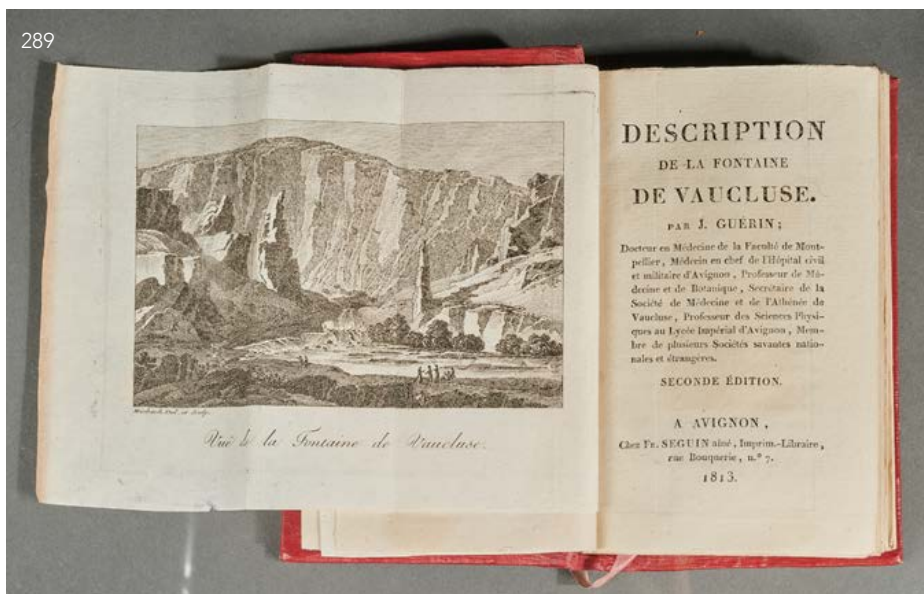 289
Vuë de la Fontaine de Vaucluse.
DESCRIPTION
DE LA FONTAINE
DE VAUCLUSE.
PAR J. GUÉRIN;
Docteur en Médecine de la Faculté de Mont-
pellier, Médecin en chef de l'Hôpital civil
et militaire d'Avignon, Professeur de Mé-
decine et de Botanique, Secrétaire de la
Société de Médecine et de l'Athénée de
Vaucluse, Professeur des Sciences Physi-
ques au Lycée Impérial d'Avignon, Mem-
bre de plusieurs Sociétés savantes natio-
nales et étrangères.
SECONDE ÉDITION.
A AVIGNON,
Chez Fr. SEGUIN aîné, Imprim.-Libraire,
rue Bouquerie, n.º 7.
1813.